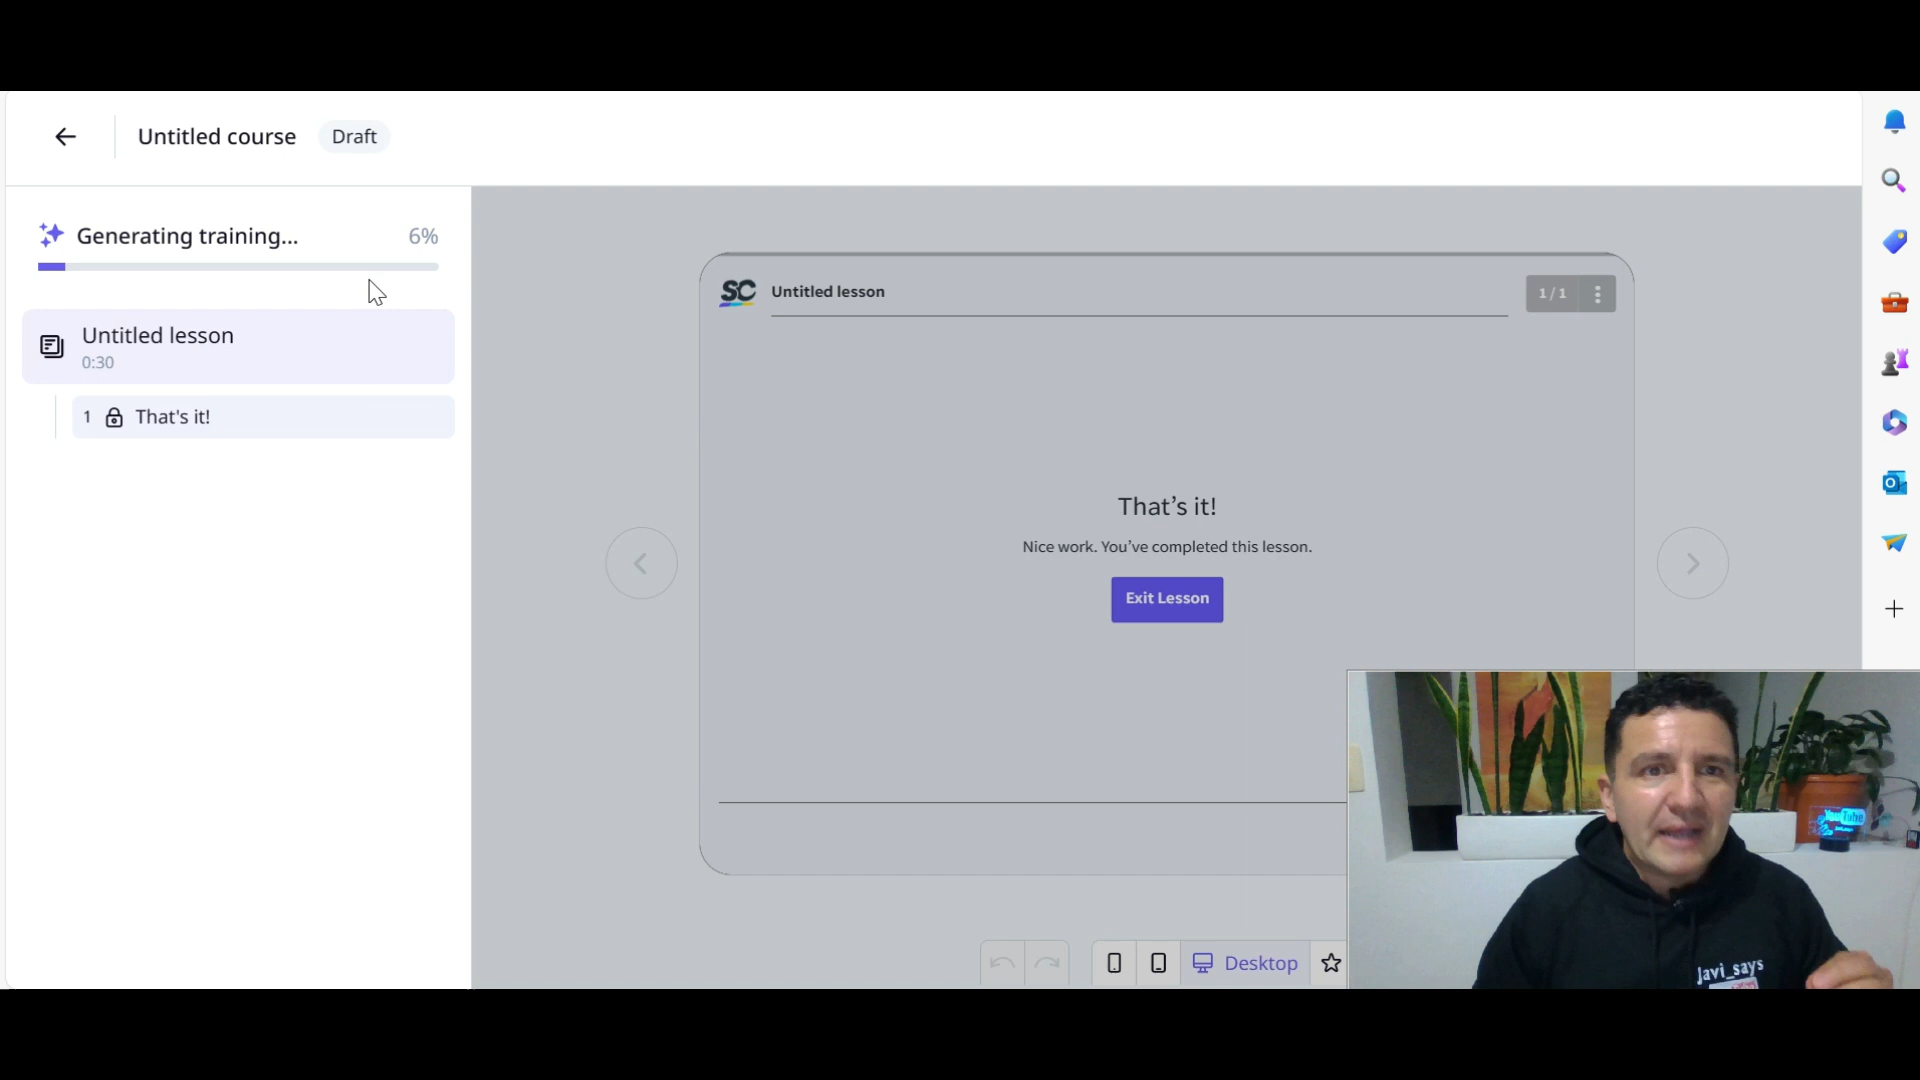 Untitled course
Draft
Generating training...
6%
Untitled lesson
0:30
1
That's it!
SC
Untitled lesson
1 / 1
That’s it!
Nice work. You’ve completed this lesson.
Exit Lesson
Desktop
YouTube
Javi_says